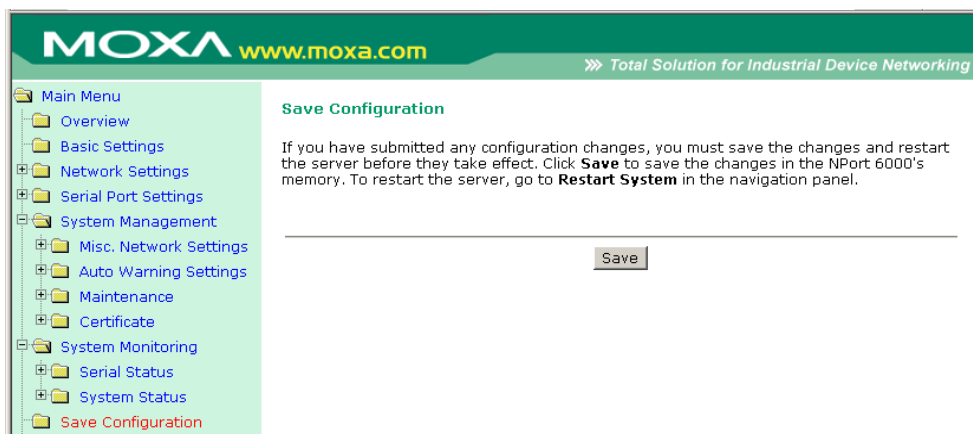 MOXA www.moxa.com
Total Solution for Industrial Device Networking
Main Menu
Overview
Basic Settings
Network Settings
Serial Port Settings
System Management
Misc. Network Settings
Auto Warning Settings
Maintenance
Certificate
System Monitoring
Serial Status
System Status
Save Configuration
Save Configuration
If you have submitted any configuration changes, you must save the changes and restart
the server before they take effect. Click Save to save the changes in the NPort 6000's
memory. To restart the server, go to Restart System in the navigation panel.
Save